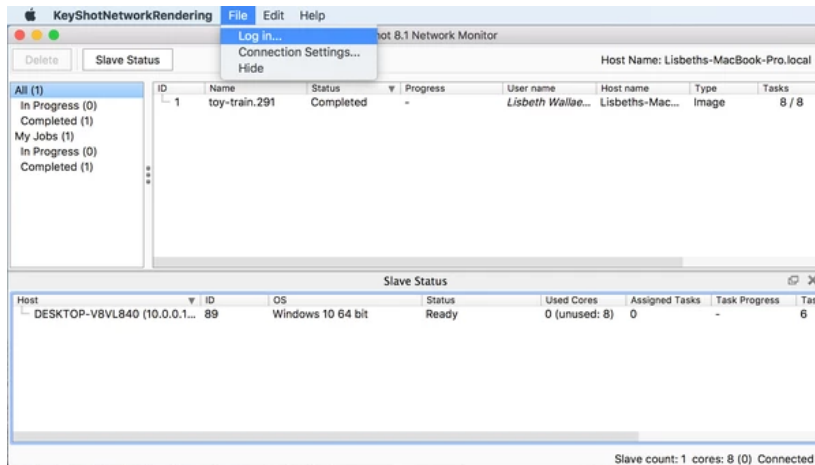 KeyShotNetworkRendering File Edit Help
Log in...
Connection Settings...
Hide
ot 8.1 Network Monitor
Delete Slave Status Host Name: Lisbeths-MacBook-Pro.local
All (1)
In Progress (0)
Completed (1)
My Jobs (1)
In Progress (0)
Completed (1)
ID Name Status Progress User name Host name Type Tasks
1 toy-train.291 Completed - Lisbeth Wallae... Lisbeths-Mac... Image 8 / 8
Slave Status
Host ID OS Status Used Cores Assigned Tasks Task Progress Tas
DESKTOP-V8VL840 (10.0.0.1... 89 Windows 10 64 bit Ready 0 (unused: 8) 0 - 6
Slave count: 1 cores: 8 (0) Connected